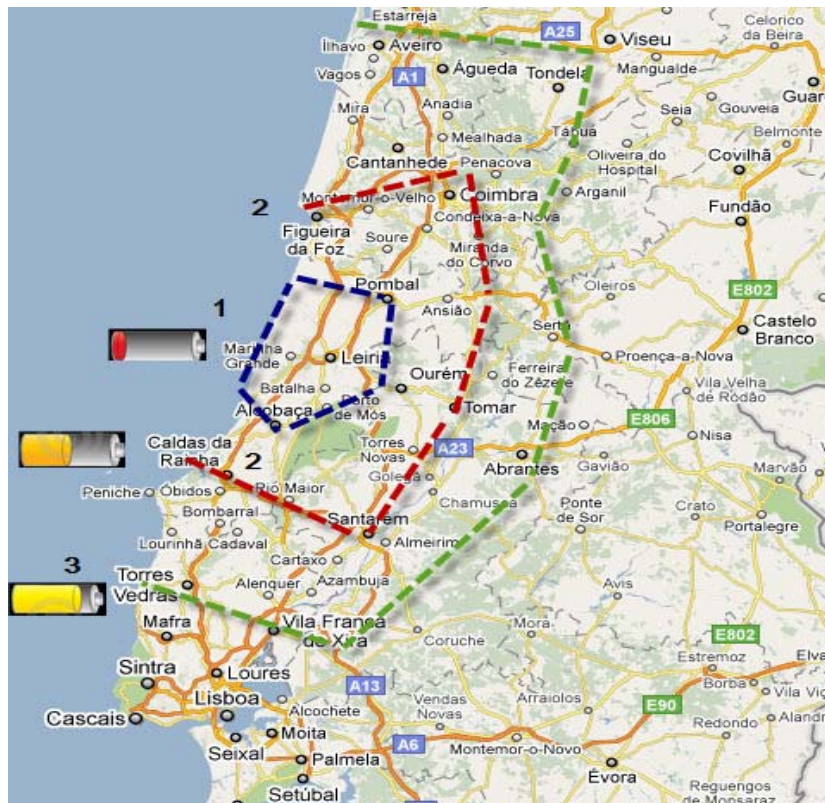 Estarreja
A25
Celorico
da Beira
Ílhavo
Aveiro
Viseu
Vagos
A1
Águeda
Tondela
Mangualde
Guar
Mira
Anadia
Seia
Gouveia
Mealhada
Tábua
Belmonte
Cantanhede
Penacova
Oliveira do
Hospital
Covilhã
2
Montemor-o-Velho
Coimbra
Arganil
Figueira
da Foz
Condeixa-a-Nova
Fundão
Soure
Miranda
do Corvo
1
Pombal
Ansião
Oleiros
E802
Sertã
Castelo
Branco
Marinha
Grande
Leiria
Proença-a-Nova
Batalha
Ourém
Ferreira
do Zêzere
Vila Velha
de Ródão
Alcobaça
Porto
de Mós
Tomar
Mação
E806
Caldas da
Rainha
2
Torres
Novas
A23
Abrantes
Gavião
Nisa
Marvão
Peniche
Óbidos
Rio Maior
Golegã
Chamusca
Ponte
de Sor
Crato
Bombarral
Santarém
Portalegre
Lourinhã
Cadaval
Almeirim
3
Torres
Vedras
Cartaxo
Alenquer
Azambuja
Avis
Mafra
Vila Franca
de Xira
Coruche
Mora
E802
Sintra
Loures
Estremoz
Elva
A13
Borba
Vila Viç
Lisboa
Cascais
Alcochete
Vendas
Novas
Arraiolos
E90
Redondo
Alandr
Seixal
Moita
A6
Montemor-o-Novo
Palmela
Évora
Setúbal
Reguengos
de Monsaraz